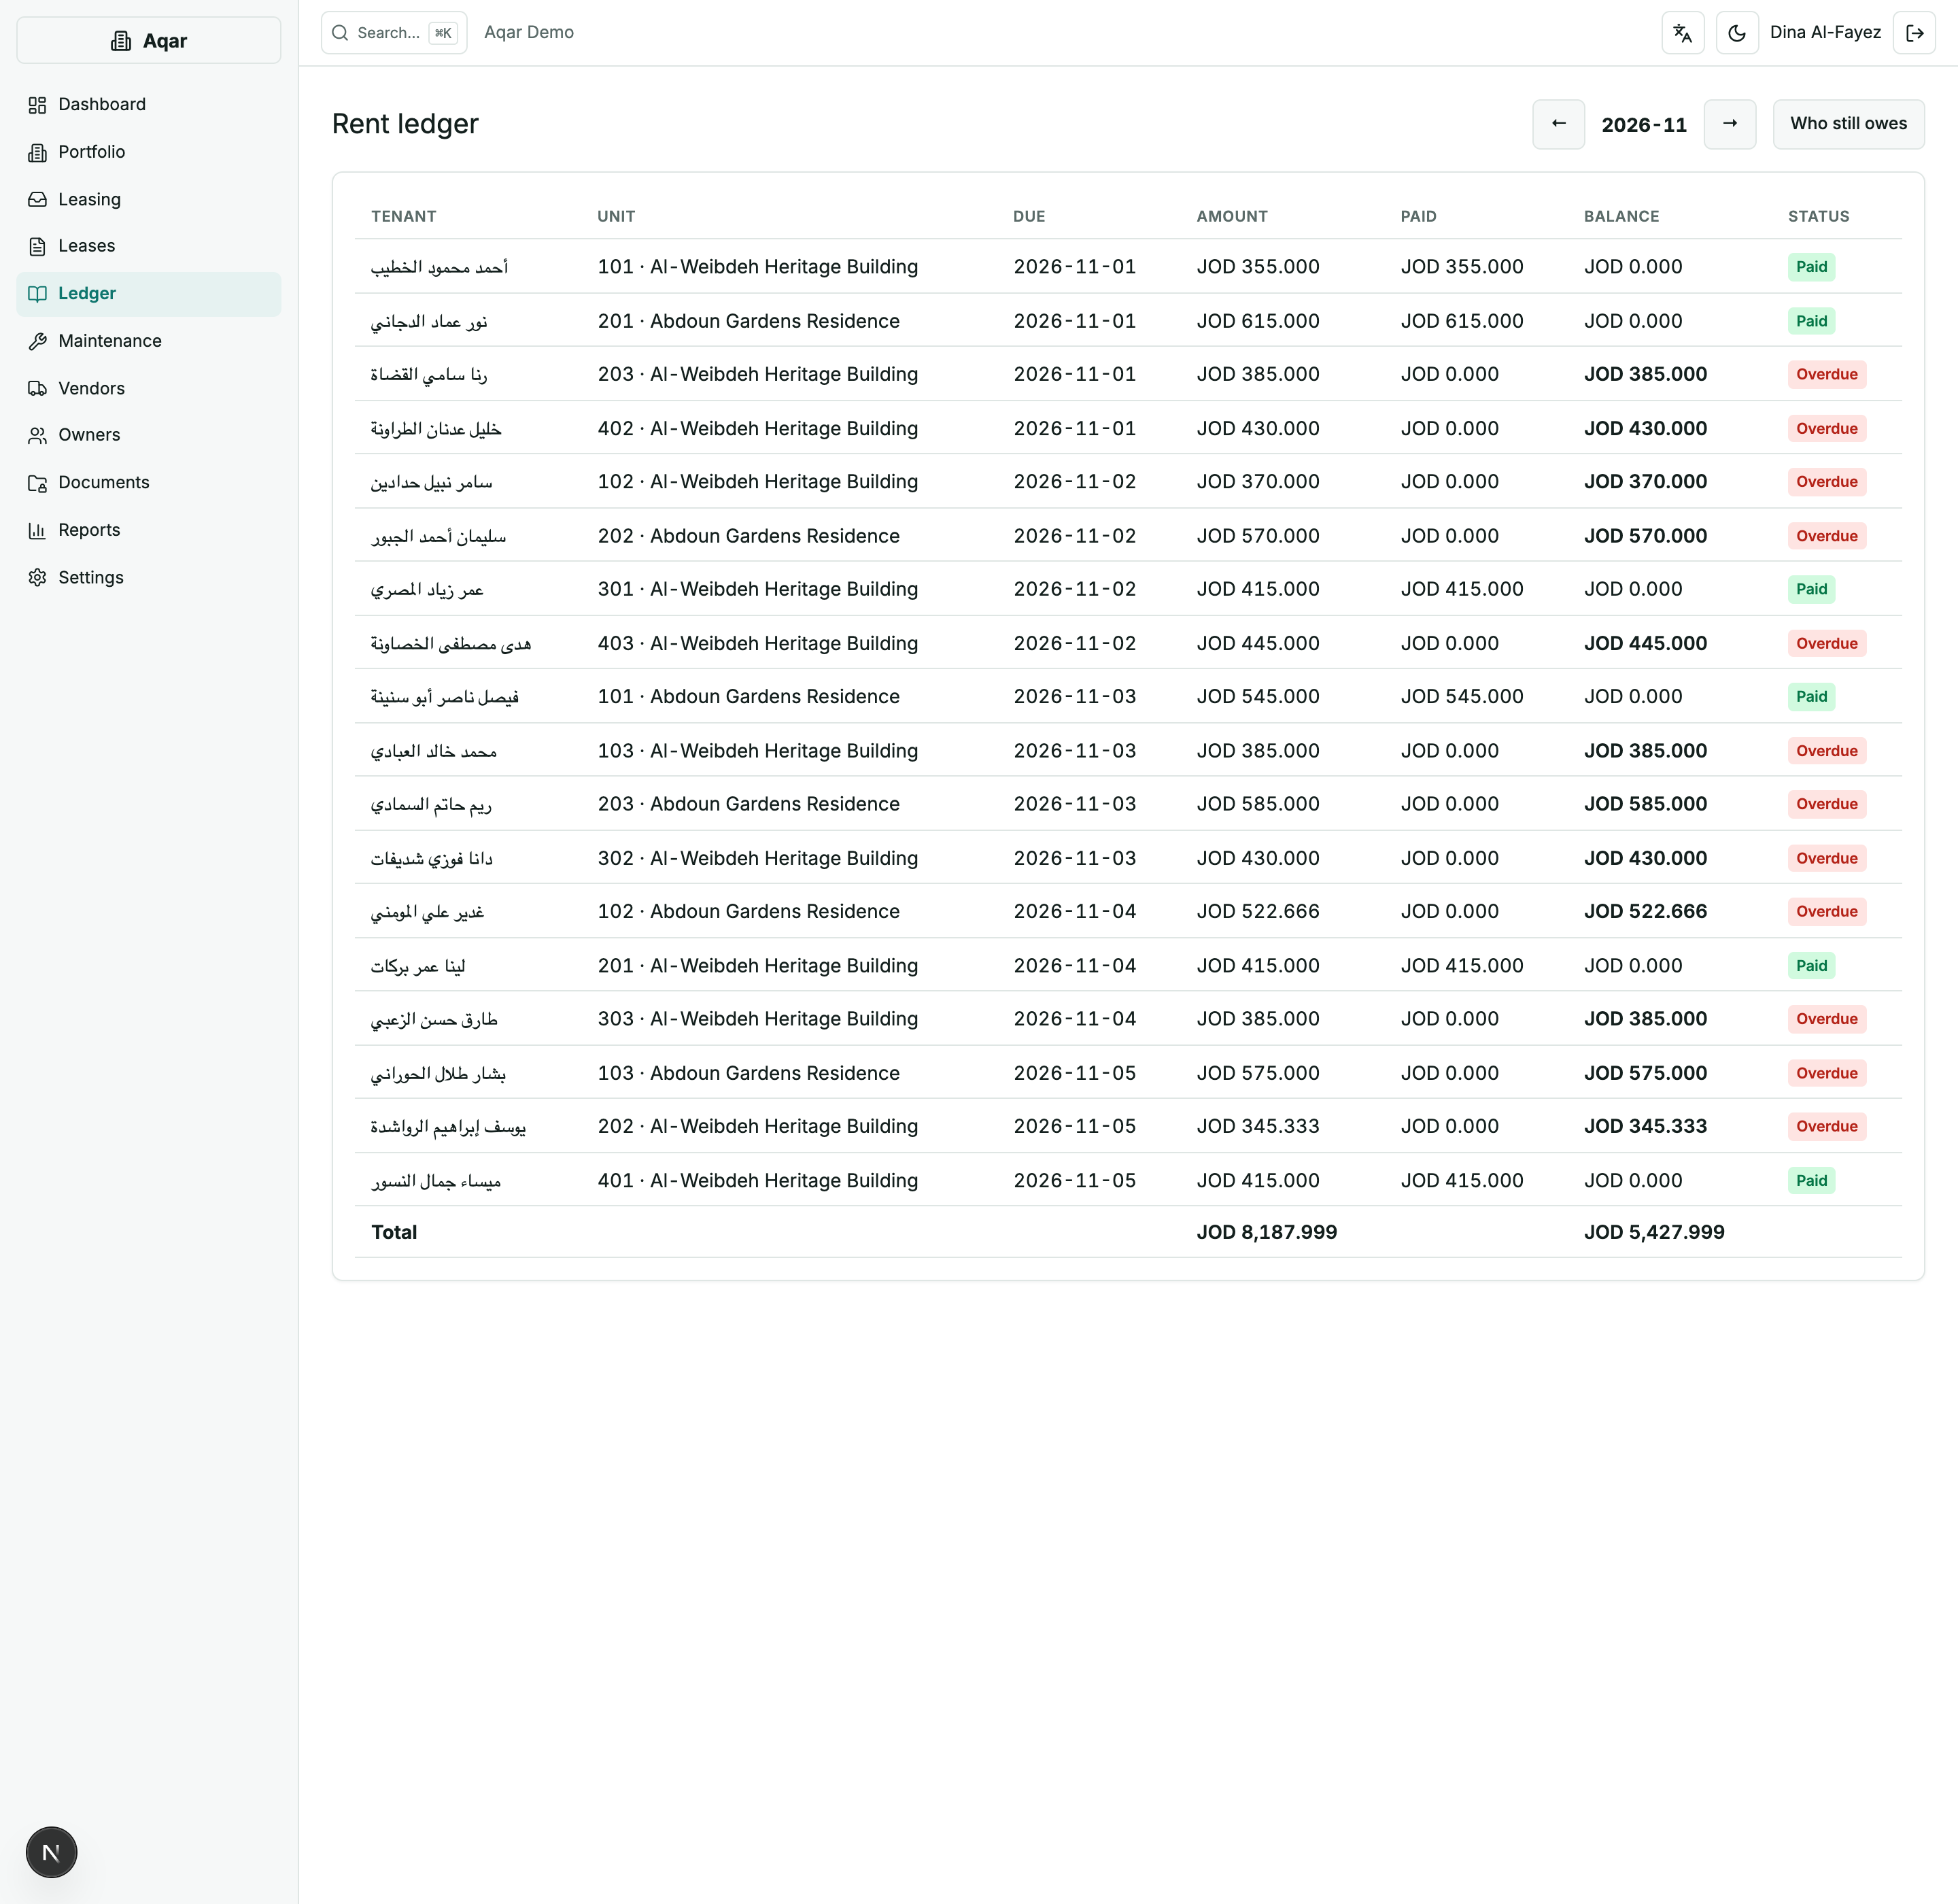 Aqar
Search... ⌘K Aqar Demo
Dina Al-Fayez
Dashboard
Portfolio
Leasing
Leases
Ledger
Maintenance
Vendors
Owners
Documents
Reports
Settings
Rent ledger
← 2026-11 → Who still owes
TENANT UNIT DUE AMOUNT PAID BALANCE STATUS
أحمد محمود الخطيب 101 · Al-Weibdeh Heritage Building 2026-11-01 JOD 355.000 JOD 355.000 JOD 0.000 Paid
نور عماد الدجاني 201 · Abdoun Gardens Residence 2026-11-01 JOD 615.000 JOD 615.000 JOD 0.000 Paid
رنا سامي القضاة 203 · Al-Weibdeh Heritage Building 2026-11-01 JOD 385.000 JOD 0.000 JOD 385.000 Overdue
خليل عدنان الطراونة 402 · Al-Weibdeh Heritage Building 2026-11-01 JOD 430.000 JOD 0.000 JOD 430.000 Overdue
سامر نبيل حدادين 102 · Al-Weibdeh Heritage Building 2026-11-02 JOD 370.000 JOD 0.000 JOD 370.000 Overdue
سليمان أحمد الجبور 202 · Abdoun Gardens Residence 2026-11-02 JOD 570.000 JOD 0.000 JOD 570.000 Overdue
عمر زياد المصري 301 · Al-Weibdeh Heritage Building 2026-11-02 JOD 415.000 JOD 415.000 JOD 0.000 Paid
هدى مصطفى الخصاونة 403 · Al-Weibdeh Heritage Building 2026-11-02 JOD 445.000 JOD 0.000 JOD 445.000 Overdue
فيصل ناصر أبو سنينة 101 · Abdoun Gardens Residence 2026-11-03 JOD 545.000 JOD 545.000 JOD 0.000 Paid
محمد خالد العبادي 103 · Al-Weibdeh Heritage Building 2026-11-03 JOD 385.000 JOD 0.000 JOD 385.000 Overdue
ريم حاتم السمادي 203 · Abdoun Gardens Residence 2026-11-03 JOD 585.000 JOD 0.000 JOD 585.000 Overdue
دانا فوزي شديفات 302 · Al-Weibdeh Heritage Building 2026-11-03 JOD 430.000 JOD 0.000 JOD 430.000 Overdue
غدير علي المومني 102 · Abdoun Gardens Residence 2026-11-04 JOD 522.666 JOD 0.000 JOD 522.666 Overdue
لينا عمر بركات 201 · Al-Weibdeh Heritage Building 2026-11-04 JOD 415.000 JOD 415.000 JOD 0.000 Paid
طارق حسن الزعبي 303 · Al-Weibdeh Heritage Building 2026-11-04 JOD 385.000 JOD 0.000 JOD 385.000 Overdue
بشار طلال الحوراني 103 · Abdoun Gardens Residence 2026-11-05 JOD 575.000 JOD 0.000 JOD 575.000 Overdue
يوسف إبراهيم الرواشدة 202 · Al-Weibdeh Heritage Building 2026-11-05 JOD 345.333 JOD 0.000 JOD 345.333 Overdue
ميساء جمال النسور 401 · Al-Weibdeh Heritage Building 2026-11-05 JOD 415.000 JOD 415.000 JOD 0.000 Paid
Total JOD 8,187.999 JOD 5,427.999
N